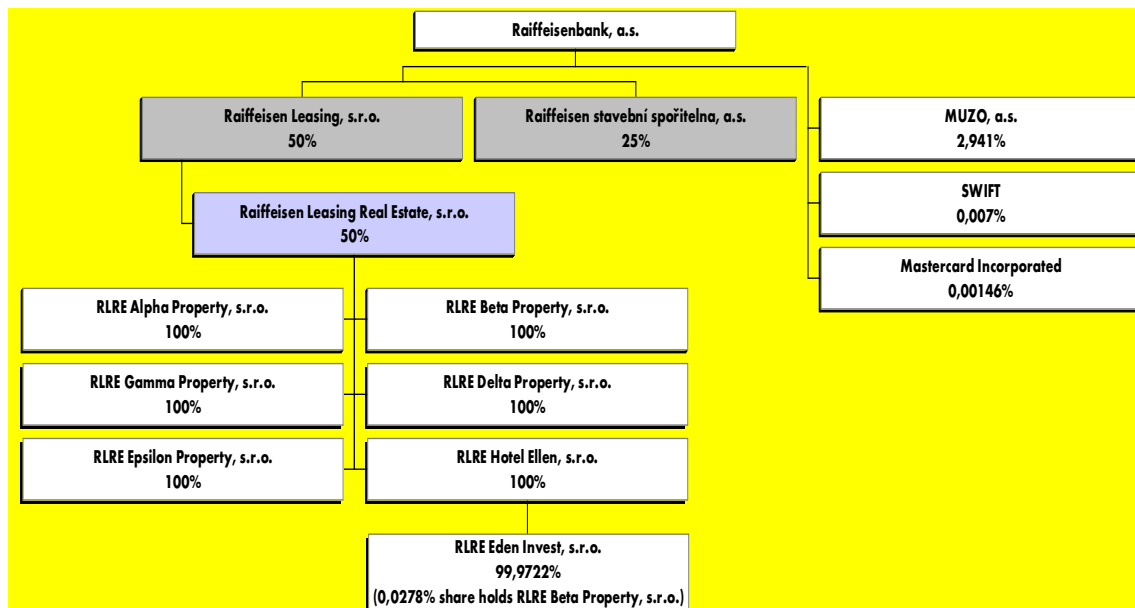 Raiffeisenbank, a.s.
Raiffeisen Leasing, s.r.o.
50%
Raiffeisen stavební spořitelna, a.s.
25%
MUZO, a.s.
2,941%
SWIFT
0,007%
Mastercard Incorporated
0,00146%
Raiffeisen Leasing Real Estate, s.r.o.
50%
RLRE Alpha Property, s.r.o.
100%
RLRE Beta Property, s.r.o.
100%
RLRE Gamma Property, s.r.o.
100%
RLRE Delta Property, s.r.o.
100%
RLRE Epsilon Property, s.r.o.
100%
RLRE Hotel Ellen, s.r.o.
100%
RLRE Eden Invest, s.r.o.
99,9722%
(0,0278% share holds RLRE Beta Property, s.r.o.)